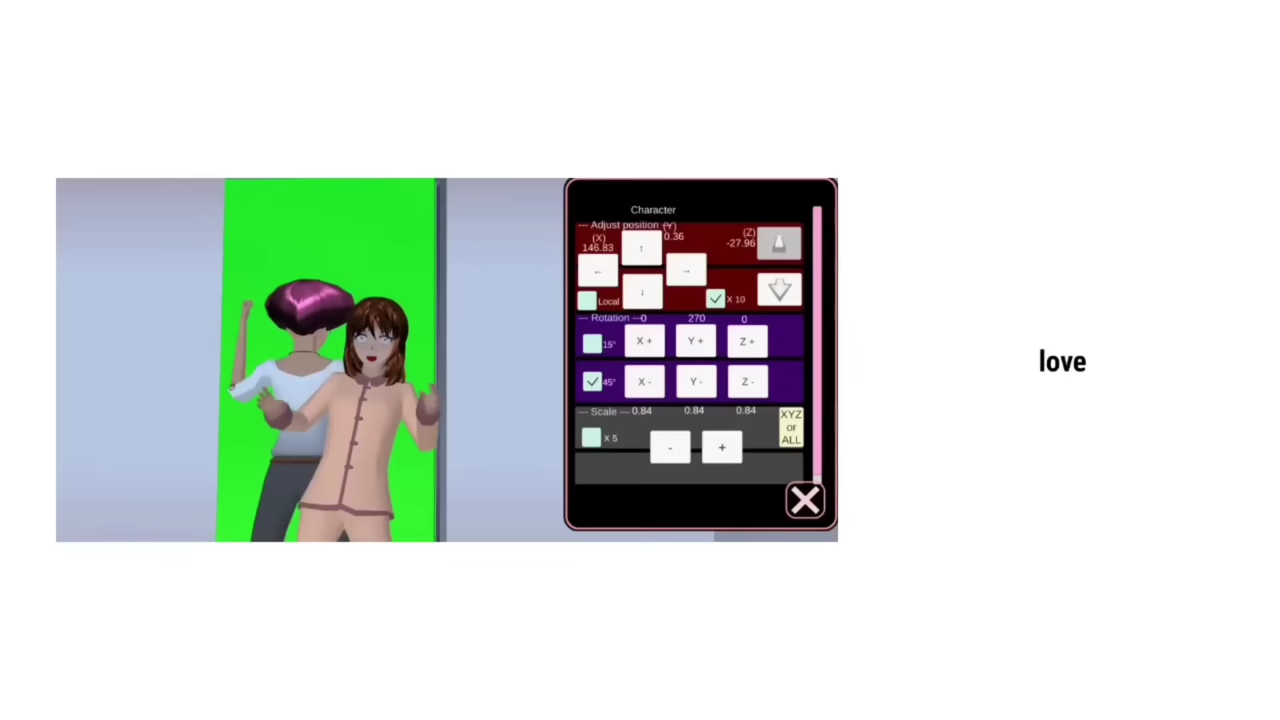 Character
--- Adjust position (Y)
(X)
146.83
0.36
(Z)
-27.96
↑
←
→
↓
Local
X 10
--- Rotation --- 0 270 0
15°
X +
Y +
Z +
45°
X -
Y -
Z -
--- Scale --- 0.84 0.84 0.84
X 5
-
+
XYZ
or
ALL
love